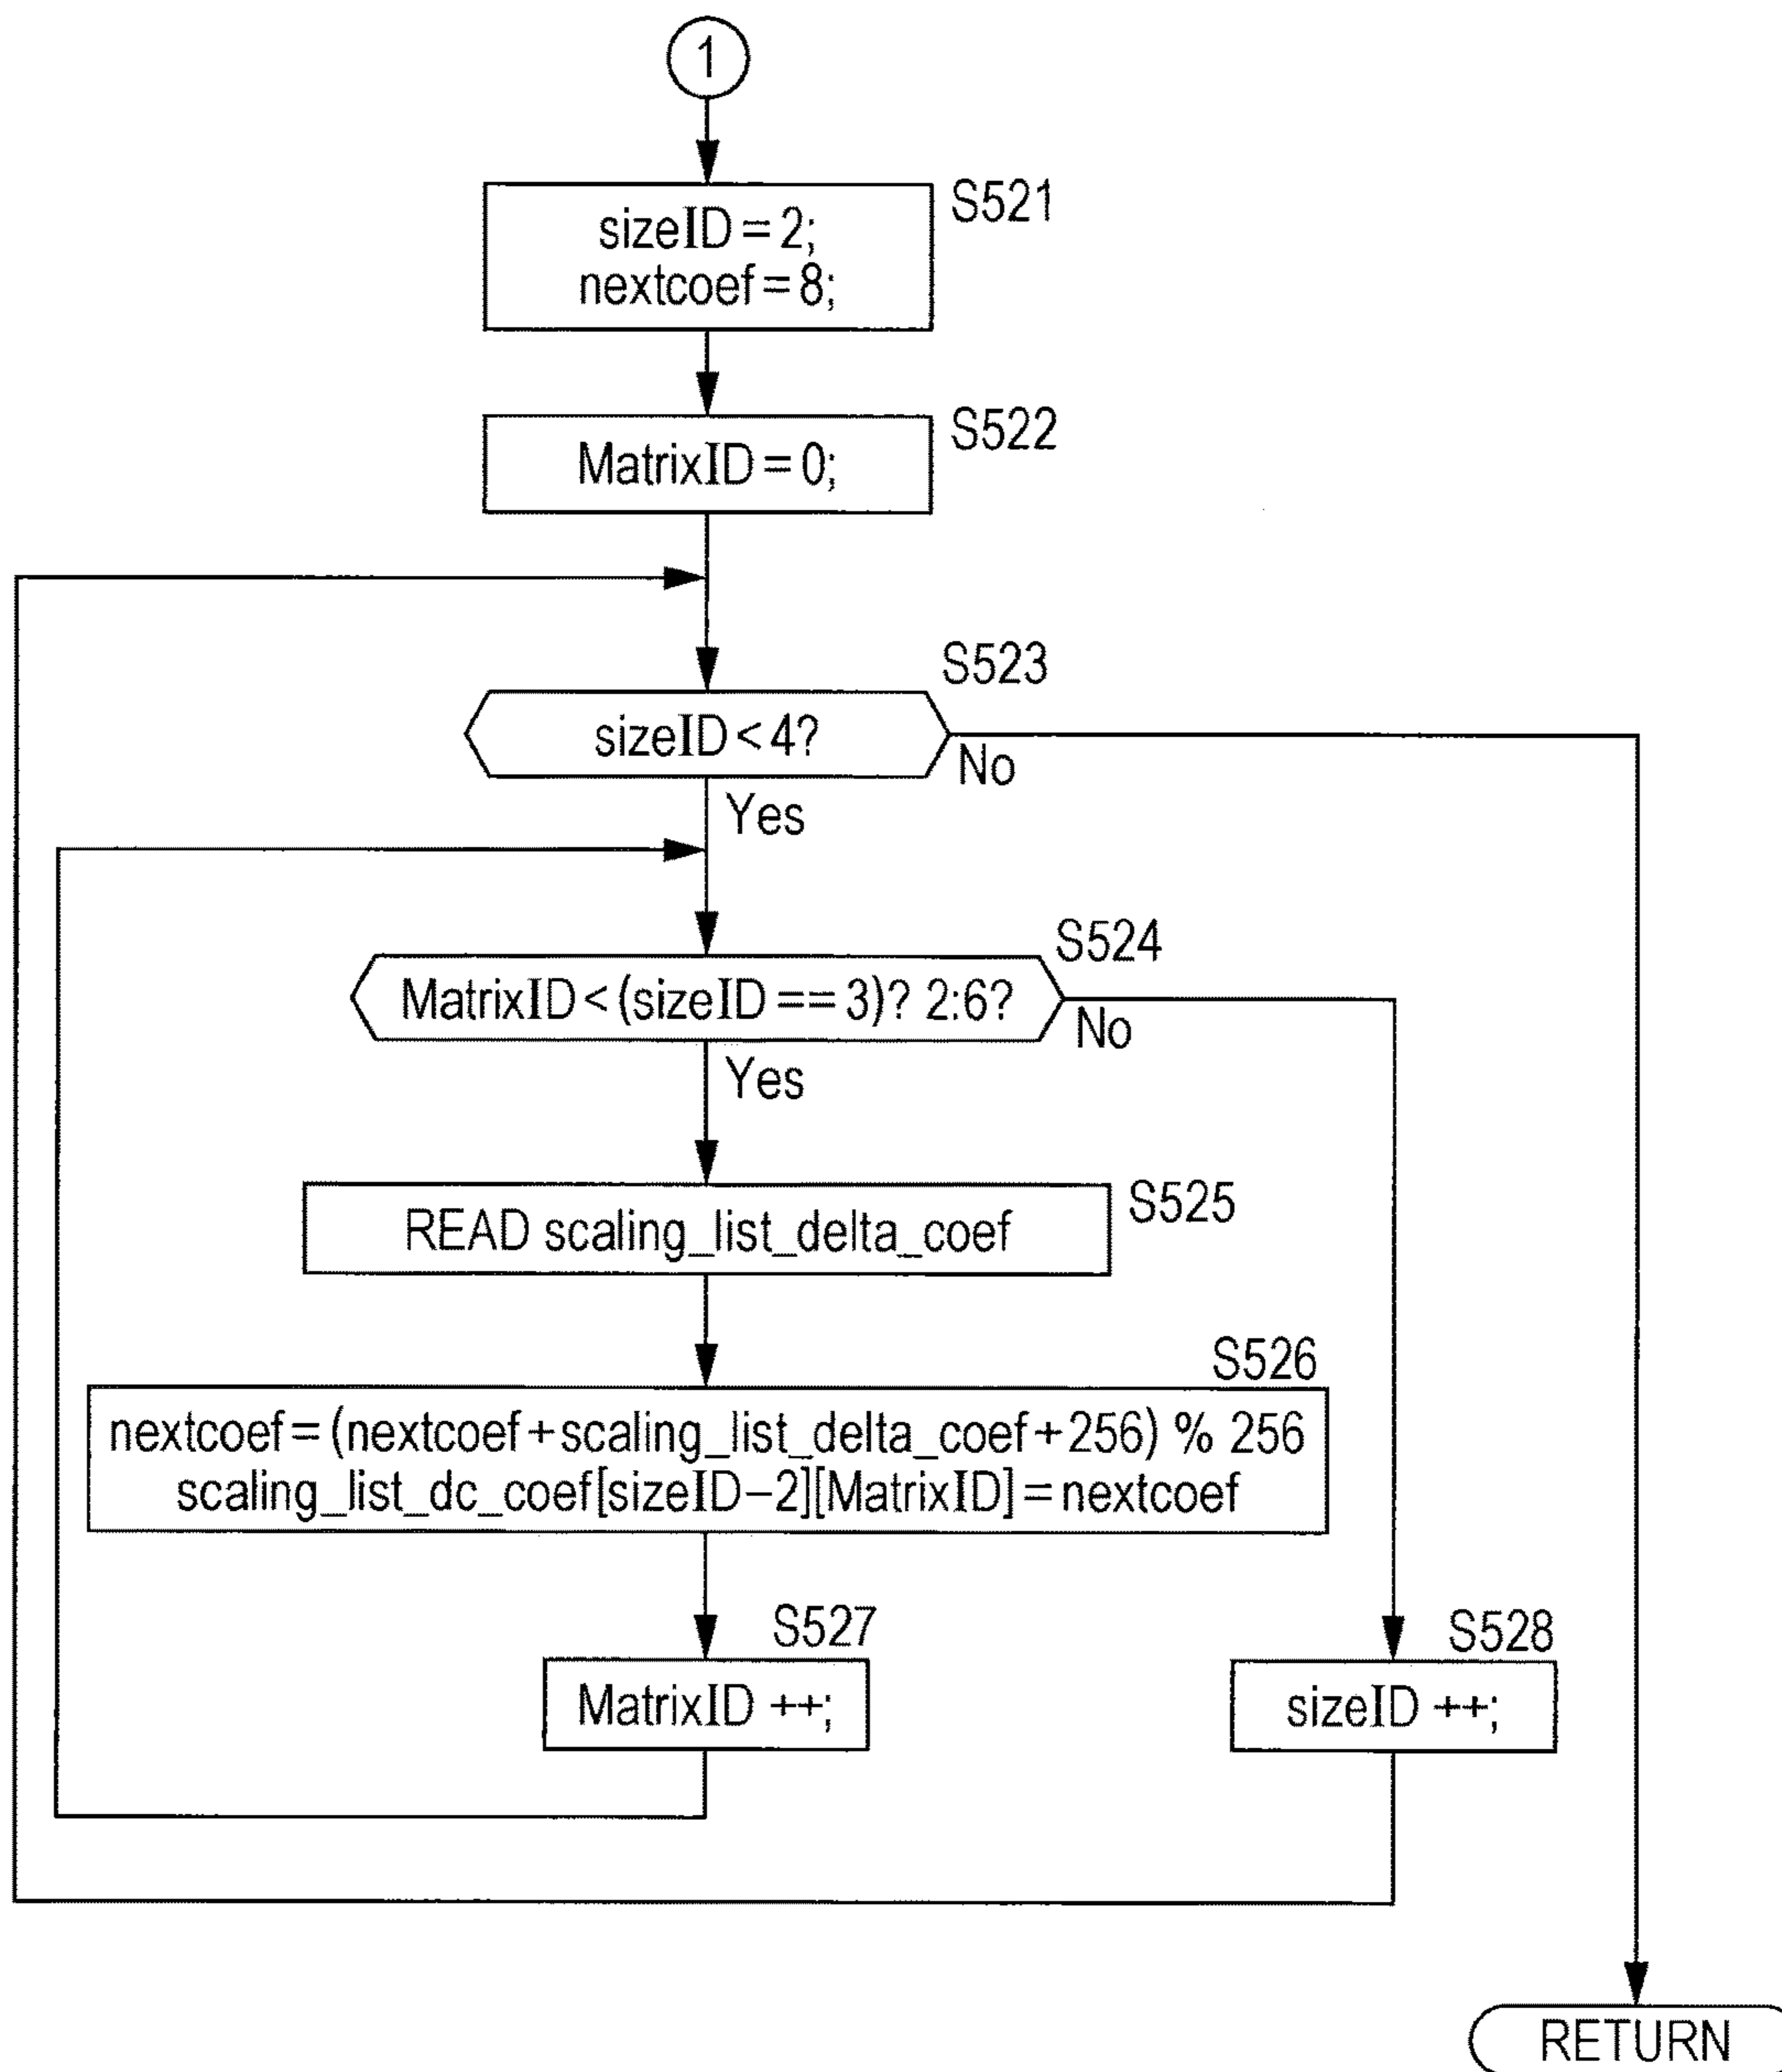 1
S521
sizeID = 2;
nextcoef = 8;
S522
MatrixID = 0;
S523
sizeID < 4?
No
Yes
S524
MatrixID < (sizeID == 3)? 2:6?
No
Yes
S525
READ scaling_list_delta_coef
S526
nextcoef = (nextcoef + scaling_list_delta_coef + 256) % 256
scaling_list_dc_coef[sizeID–2][MatrixID] = nextcoef
S527
MatrixID ++;
S528
sizeID ++;
RETURN